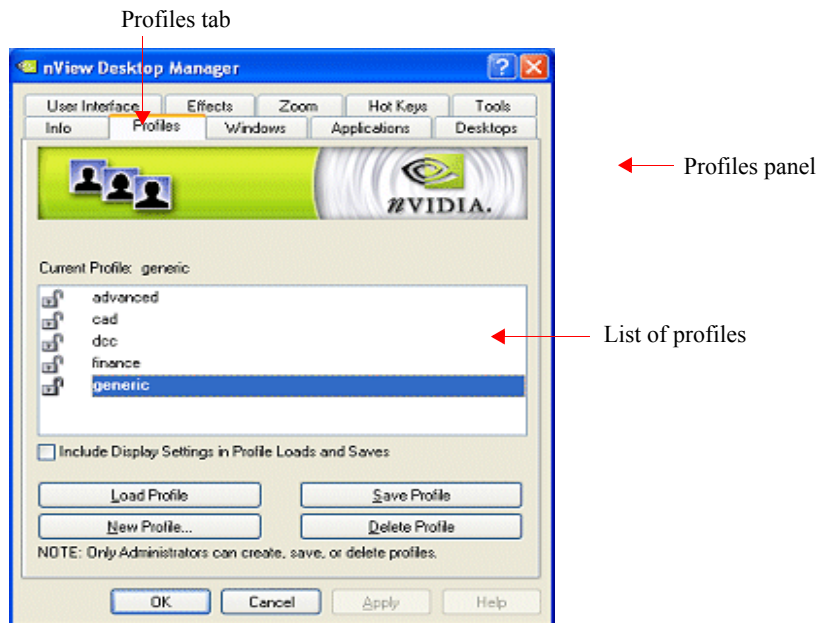 Profiles tab
nView Desktop Manager
User Interface Effects Zoom Hot Keys Tools
Info Profiles Windows Applications Desktops
NVIDIA.
Profiles panel
Current Profile: generic
advanced
cad
dcc
finance
generic
List of profiles
Include Display Settings in Profile Loads and Saves
Load Profile Save Profile
New Profile... Delete Profile
NOTE: Only Administrators can create, save, or delete profiles.
OK Cancel Apply Help